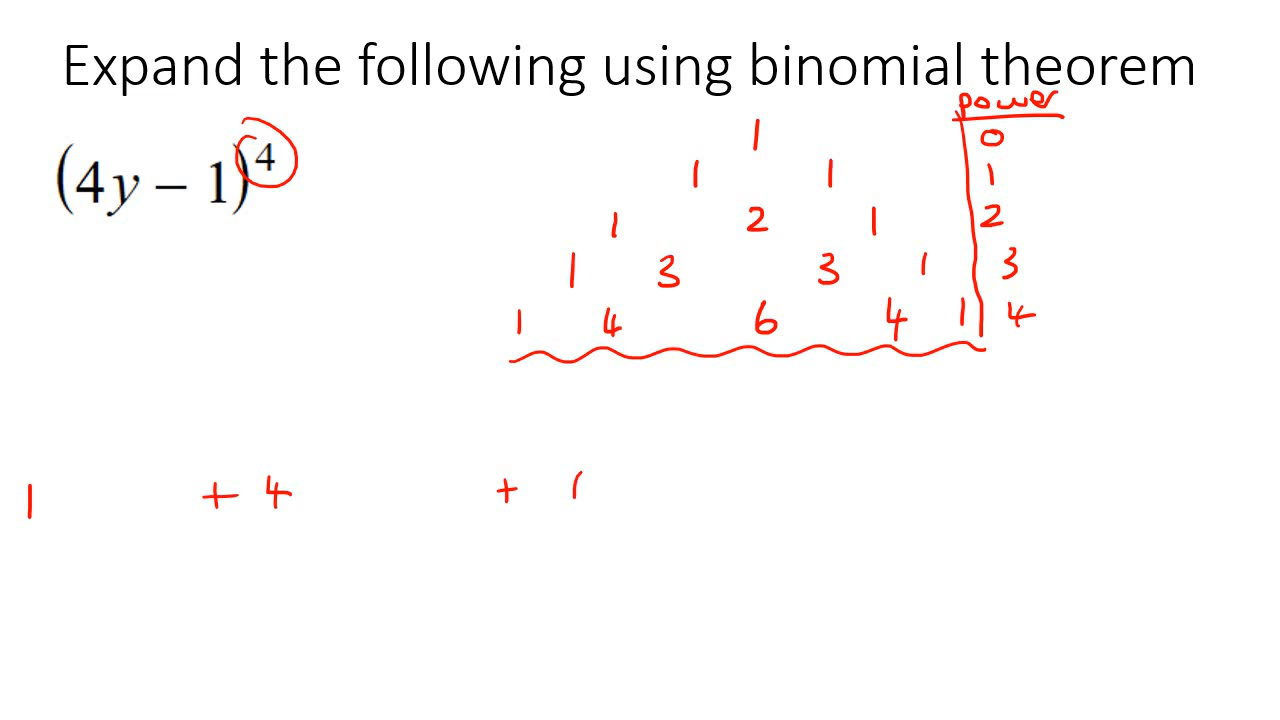 Expand the following using binomial theorem
power
(4y − 1)^4
1 0
1 1 1
1 2 1 2
1 3 3 1 3
1 4 6 4 1 4
1 + 4 +